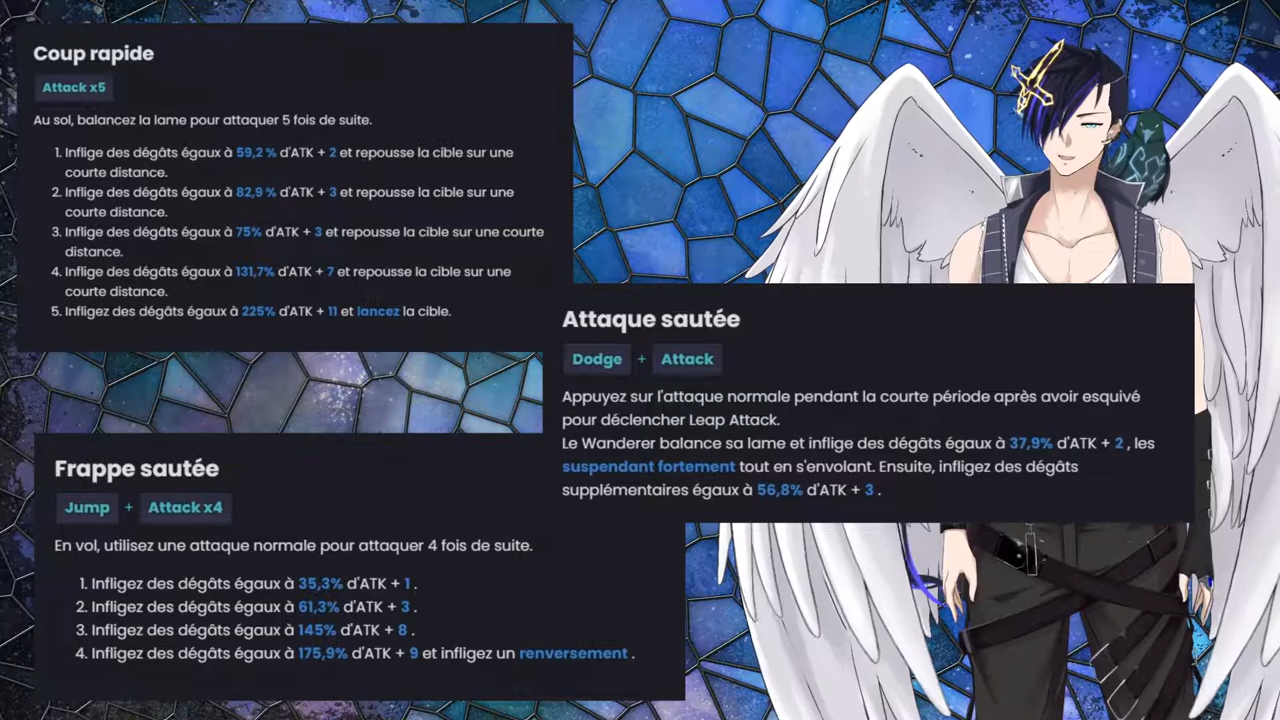 Coup rapide
Attack x5
Au sol, balancez la lame pour attaquer 5 fois de suite.
1. Inflige des dégâts égaux à 59,2 % d'ATK + 2 et repousse la cible sur une
courte distance.
2. Inflige des dégâts égaux à 82,9 % d'ATK + 3 et repousse la cible sur une
courte distance.
3. Inflige des dégâts égaux à 75% d'ATK + 3 et repousse la cible sur une courte
distance.
4. Inflige des dégâts égaux à 131,7% d'ATK + 7 et repousse la cible sur une
courte distance.
5. Infligez des dégâts égaux à 225% d'ATK + 11 et lancez la cible.
Attaque sautée
Dodge + Attack
Appuyez sur l'attaque normale pendant la courte période après avoir esquivé
pour déclencher Leap Attack.
Le Wanderer balance sa lame et inflige des dégâts égaux à 37,9% d'ATK + 2 , les
suspendant fortement tout en s'envolant. Ensuite, infligez des dégâts
supplémentaires égaux à 56,8% d'ATK + 3 .
Frappe sautée
Jump + Attack x4
En vol, utilisez une attaque normale pour attaquer 4 fois de suite.
1. Infligez des dégâts égaux à 35,3% d'ATK + 1 .
2. Infligez des dégâts égaux à 61,3% d'ATK + 3 .
3. Infligez des dégâts égaux à 145% d'ATK + 8 .
4. Infligez des dégâts égaux à 175,9% d'ATK + 9 et infligez un renversement .